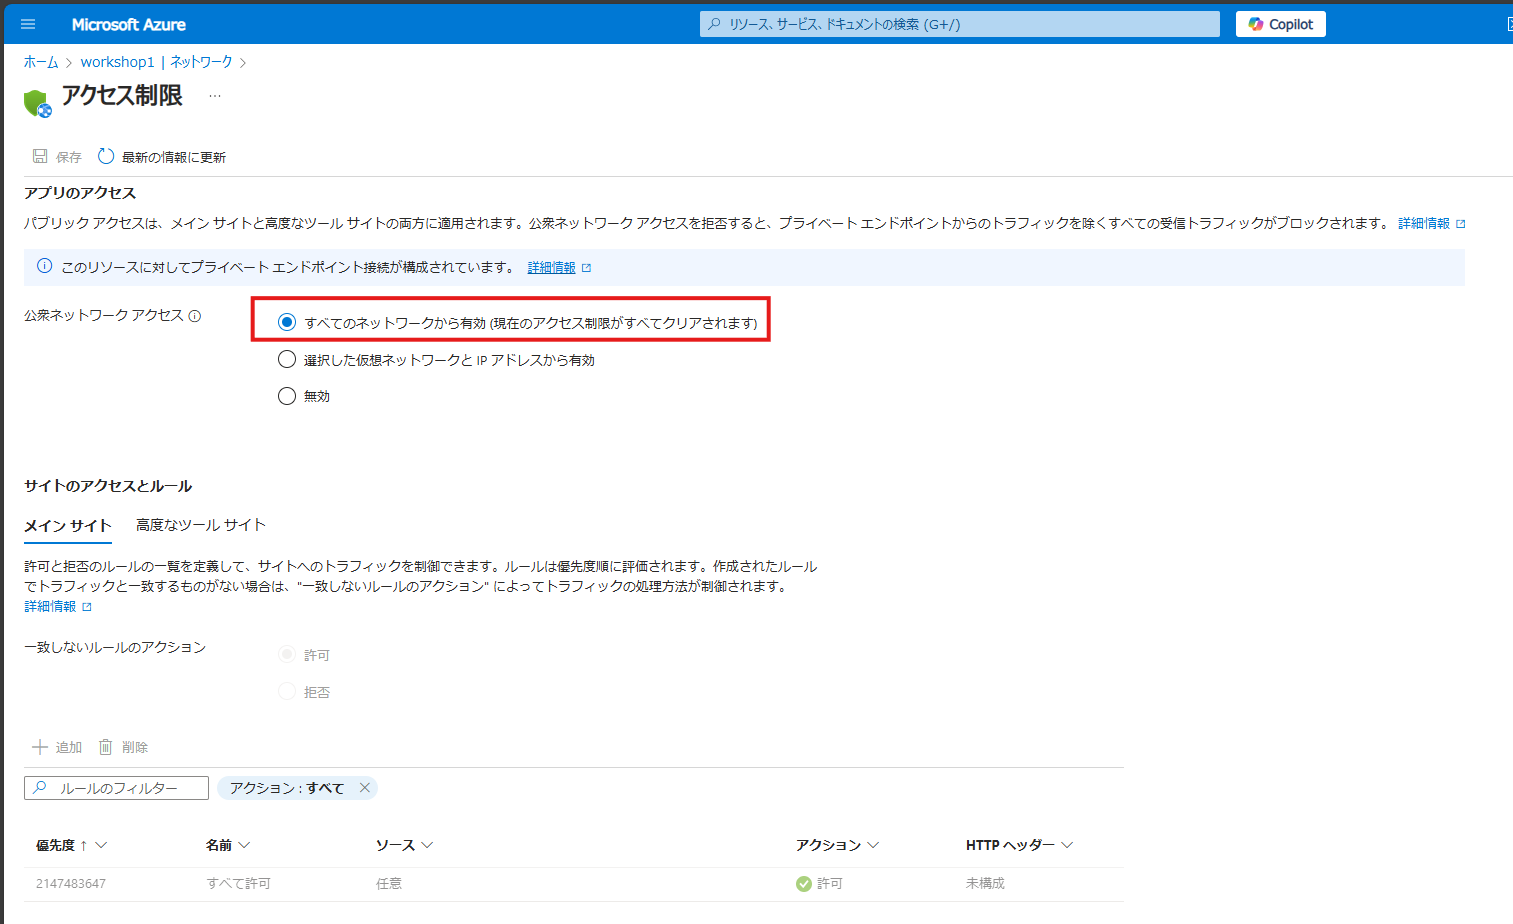 Microsoft Azure
リソース、サービス、ドキュメントの検索 (G+/)
Copilot
ホーム > workshop1 | ネットワーク >
アクセス制限 …
保存 最新の情報に更新
アプリのアクセス
パブリック アクセスは、メイン サイトと高度なツール サイトの両方に適用されます。公衆ネットワーク アクセスを拒否すると、プライベート エンドポイントからのトラフィックを除くすべての受信トラフィックがブロックされます。 詳細情報
このリソースに対してプライベート エンドポイント接続が構成されています。 詳細情報
公衆ネットワーク アクセス
すべてのネットワークから有効 (現在のアクセス制限がすべてクリアされます)
選択した仮想ネットワークと IP アドレスから有効
無効
サイトのアクセスとルール
メイン サイト 高度なツール サイト
許可と拒否のルールの一覧を定義して、サイトへのトラフィックを制御できます。ルールは優先度順に評価されます。作成されたルール
でトラフィックと一致するものがない場合は、"一致しないルールのアクション" によってトラフィックの処理方法が制御されます。
詳細情報
一致しないルールのアクション
許可
拒否
追加 削除
ルールのフィルター アクション : すべて
優先度 ↑ 名前 ソース アクション HTTP ヘッダー
2147483647 すべて許可 任意 許可 未構成